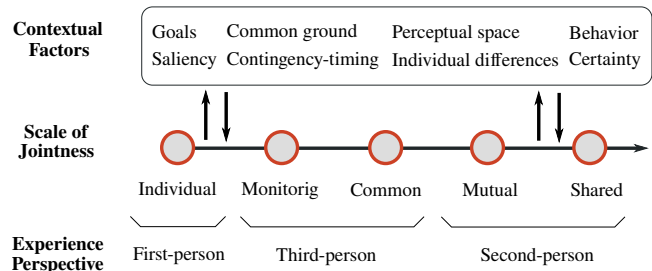 Contextual Factors
Goals Common ground Perceptual space Behavior
Saliency Contingency-timing Individual differences Certainty
Scale of Jointness
Individual Monitorig Common Mutual Shared
Experience Perspective
First-person Third-person Second-person